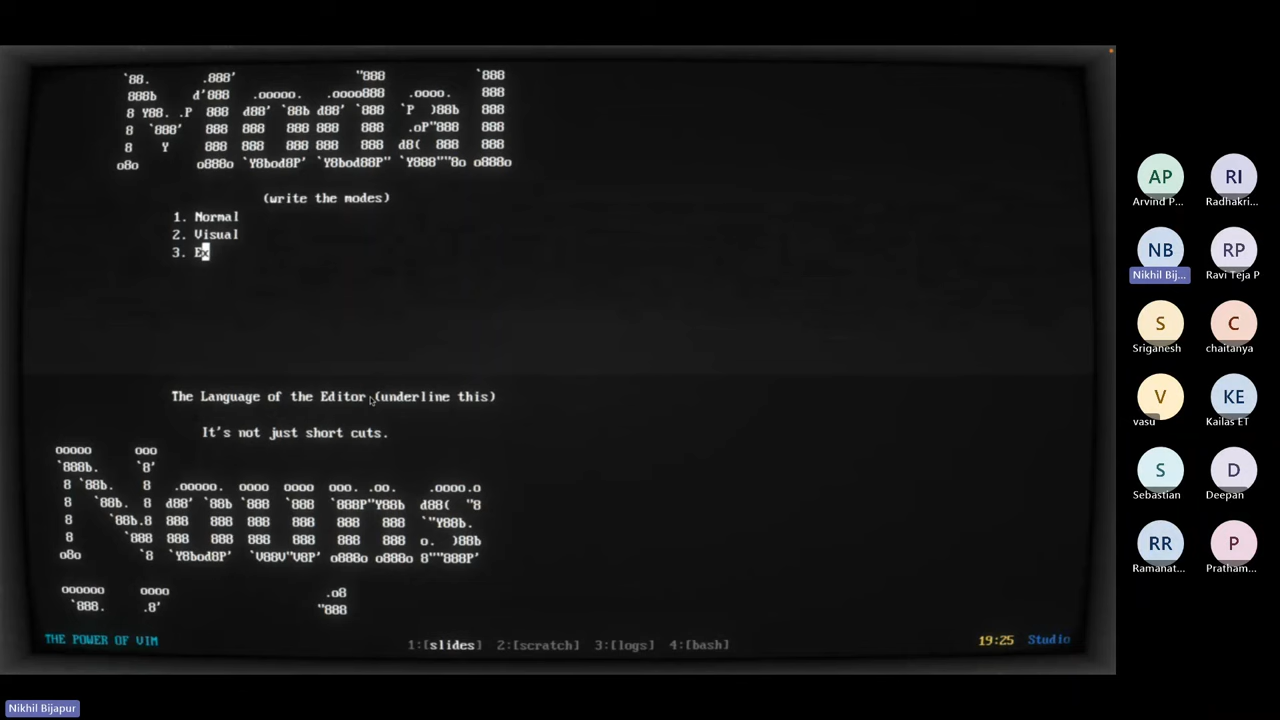 Modal
(write the modes)
1. Normal
2. Visual
3. Ex
The Language of the Editor (underline this)
It's not just short cuts.
Nouns
THE POWER OF VIM
1:[slides] 2:[scratch] 3:[logs] 4:[bash]
19:25 Studio
AP
Arvind P...
RI
Radhakri...
NB
Nikhil Bij...
RP
Ravi Teja P
S
Sriganesh
C
chaitanya
V
vasu
KE
Kailas ET
S
Sebastian
D
Deepan
RR
Ramanat...
P
Pratham...
Nikhil Bijapur